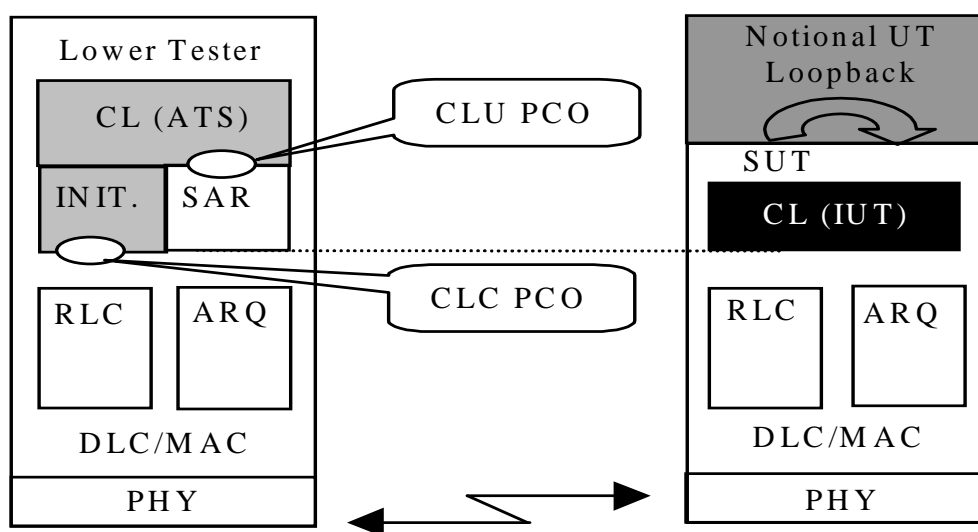 Lower Tester
CL (ATS)
INIT.
SAR
RLC
ARQ
DLC/MAC
PHY
CLU PCO
CLC PCO
Notional UT
Loopback
SUT
CL (IUT)
RLC
ARQ
DLC/MAC
PHY